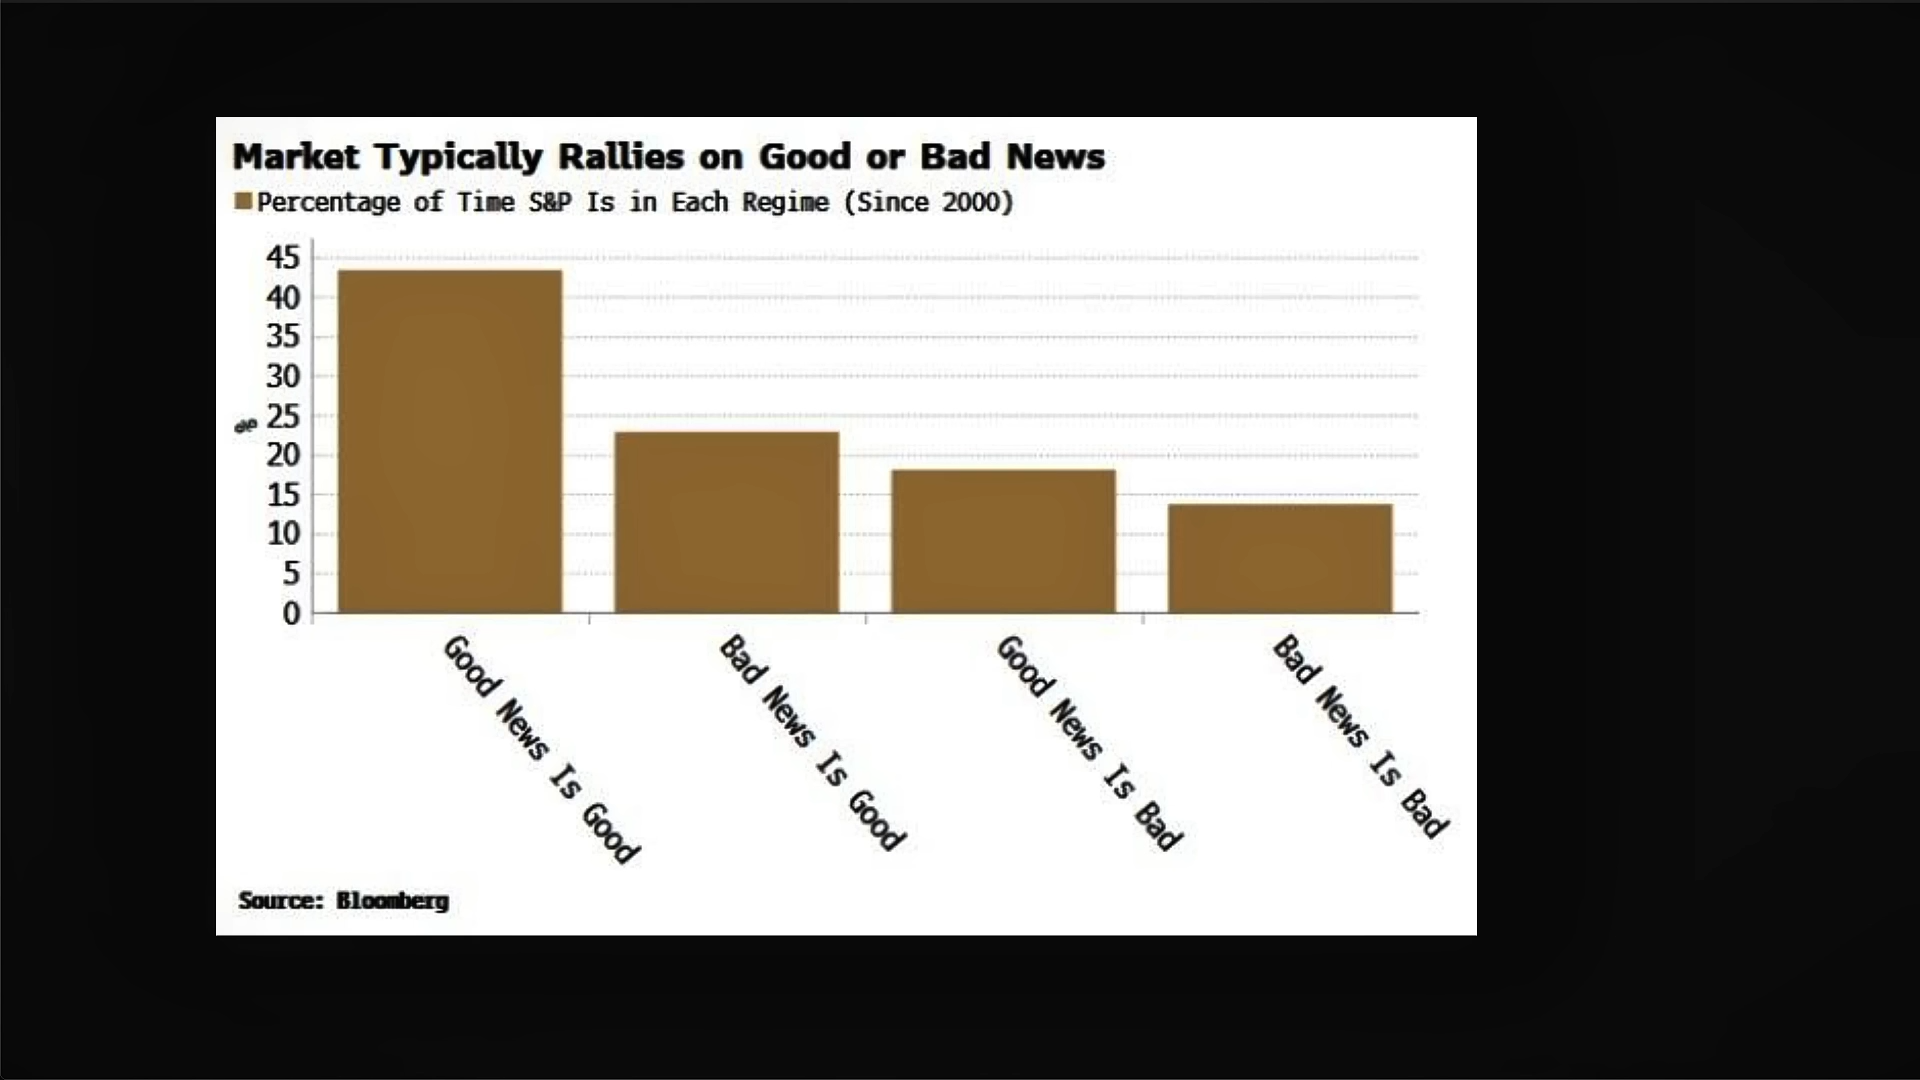 Market Typically Rallies on Good or Bad News
Percentage of Time S&P Is in Each Regime (Since 2000)
45
40
35
30
25
20
15
10
5
0
%
Good News Is Good
Bad News Is Good
Good News Is Bad
Bad News Is Bad
Source: Bloomberg